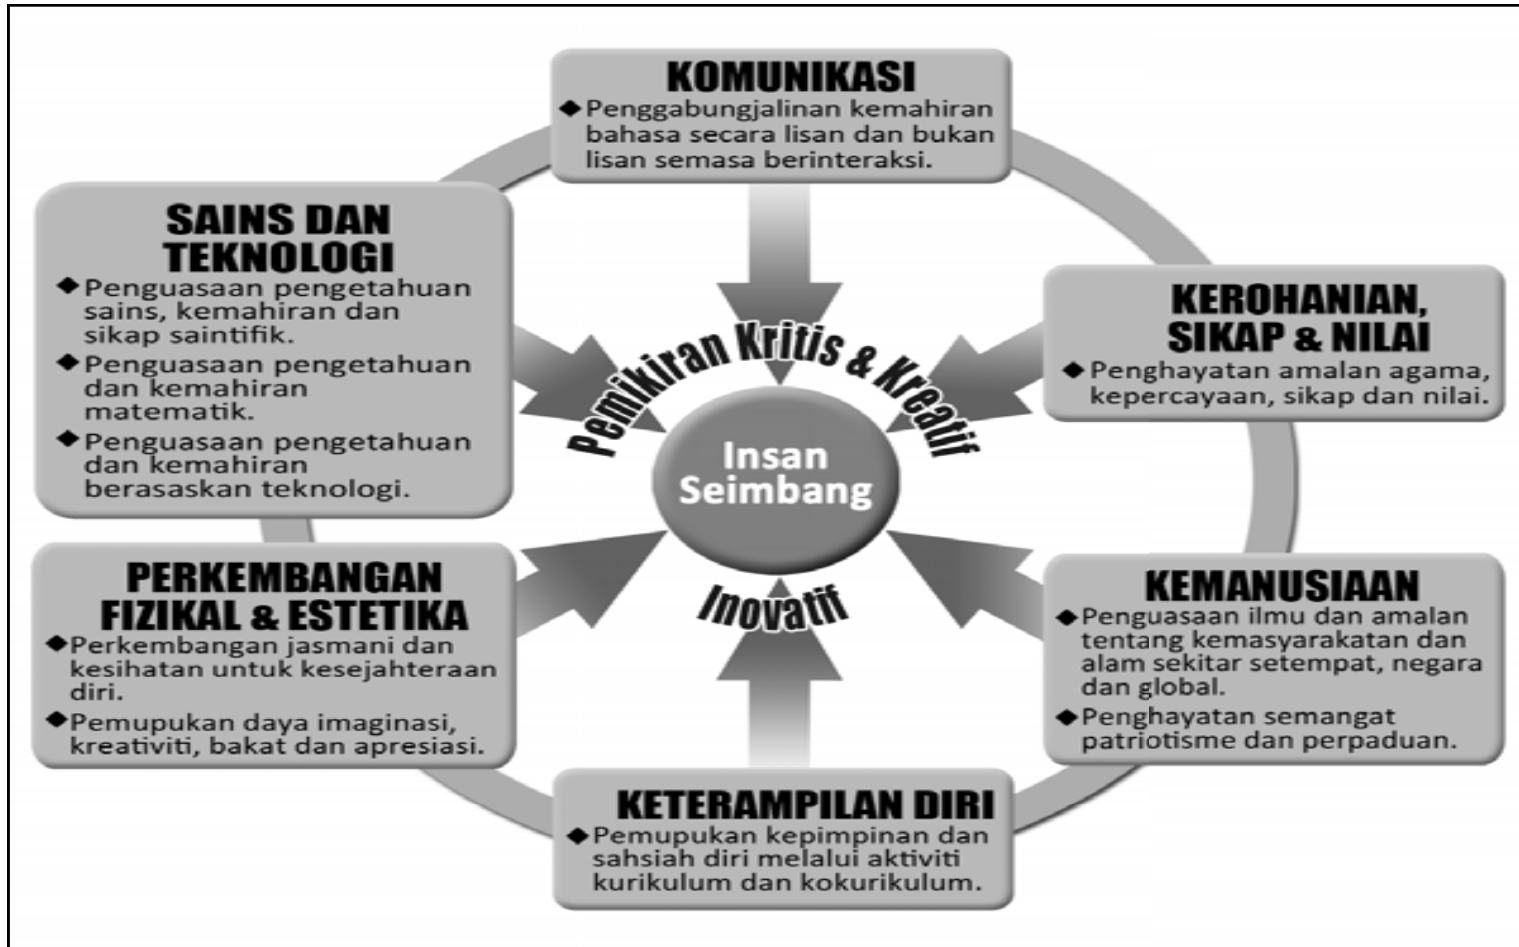 KOMUNIKASI
◆Penggabungjalinan kemahiran
bahasa secara lisan dan bukan
lisan semasa berinteraksi.
SAINS DAN
TEKNOLOGI
◆Penguasaan pengetahuan
sains, kemahiran dan
sikap saintifik.
◆Penguasaan pengetahuan
dan kemahiran
matematik.
◆Penguasaan pengetahuan
dan kemahiran
berasaskan teknologi.
KEROHANIAN,
SIKAP & NILAI
◆Penghayatan amalan agama,
kepercayaan, sikap dan nilai.
Pemikiran Kritis & Kreatif
Insan
Seimbang
Inovatif
PERKEMBANGAN
FIZIKAL & ESTETIKA
◆Perkembangan jasmani dan
kesihatan untuk kesejahteraan
diri.
◆Pemupukan daya imaginasi,
kreativiti, bakat dan apresiasi.
KEMANUSIAAN
◆Penguasaan ilmu dan amalan
tentang kemasyarakatan dan
alam sekitar setempat, negara
dan global.
◆Penghayatan semangat
patriotisme dan perpaduan.
KETERAMPILAN DIRI
◆Pemupukan kepimpinan dan
sahsiah diri melalui aktiviti
kurikulum dan kokurikulum.